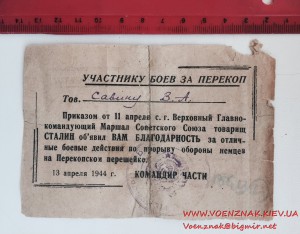 УЧАСТНИКУ БОЕВ ЗА ПЕРЕКОП
Тов. Савину В.А.
Приказом от 11 апреля с. г. Верховный Главно-
командующий Маршал Советского Союза товарищ
СТАЛИН об'явил ВАМ БЛАГОДАРНОСТЬ за отлич-
ные боевые действия по прорыву обороны немцев
на Перекопском перешейке.
13 апреля 1944 г. КОМАНДИР ЧАСТИ
WWW.VOENZNAK.KIEV.UA
Voenznak@bigmir.net